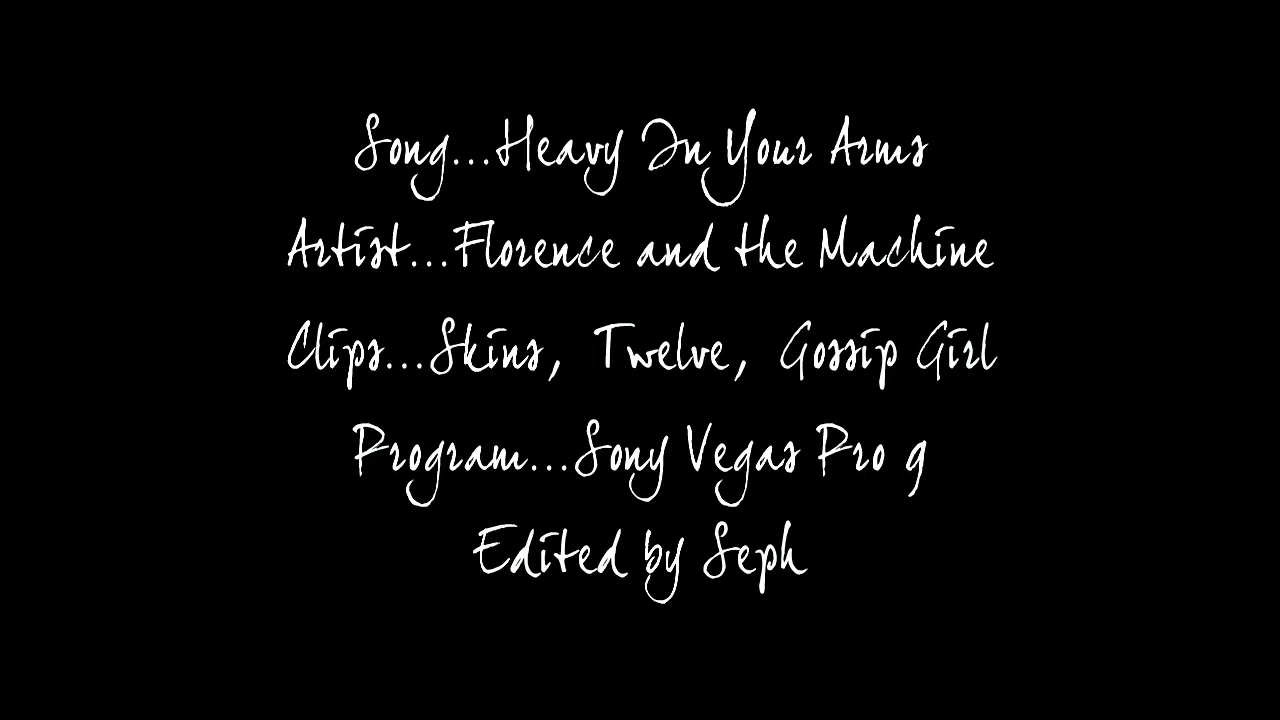 Song...Heavy In Your Arms
Artist...Florence and the Machine
Clips...Skins, Twelve, Gossip Girl
Program...Sony Vegas Pro 9
Edited by Seph